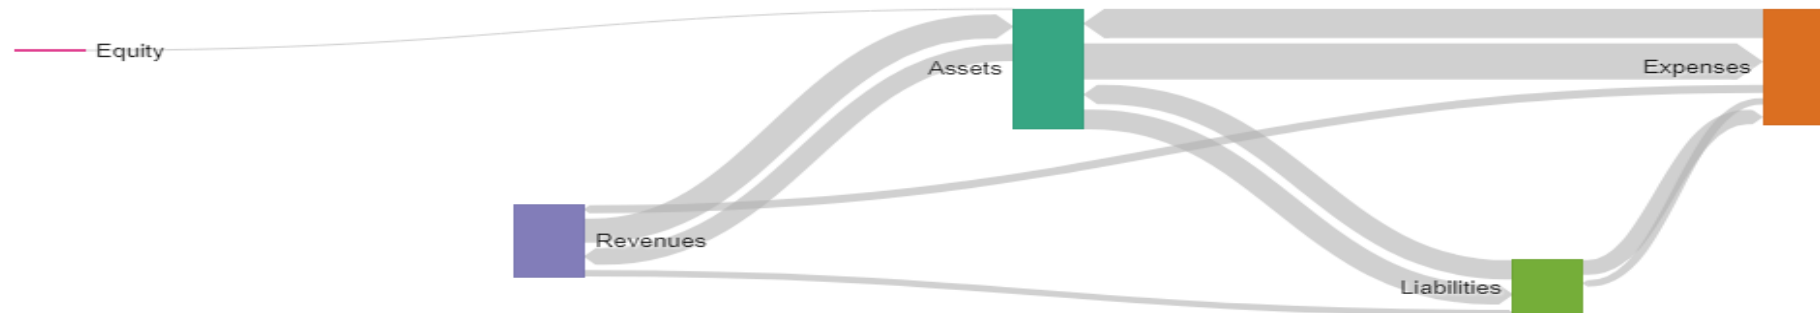 Equity
Assets
Expenses
Revenues
Liabilities